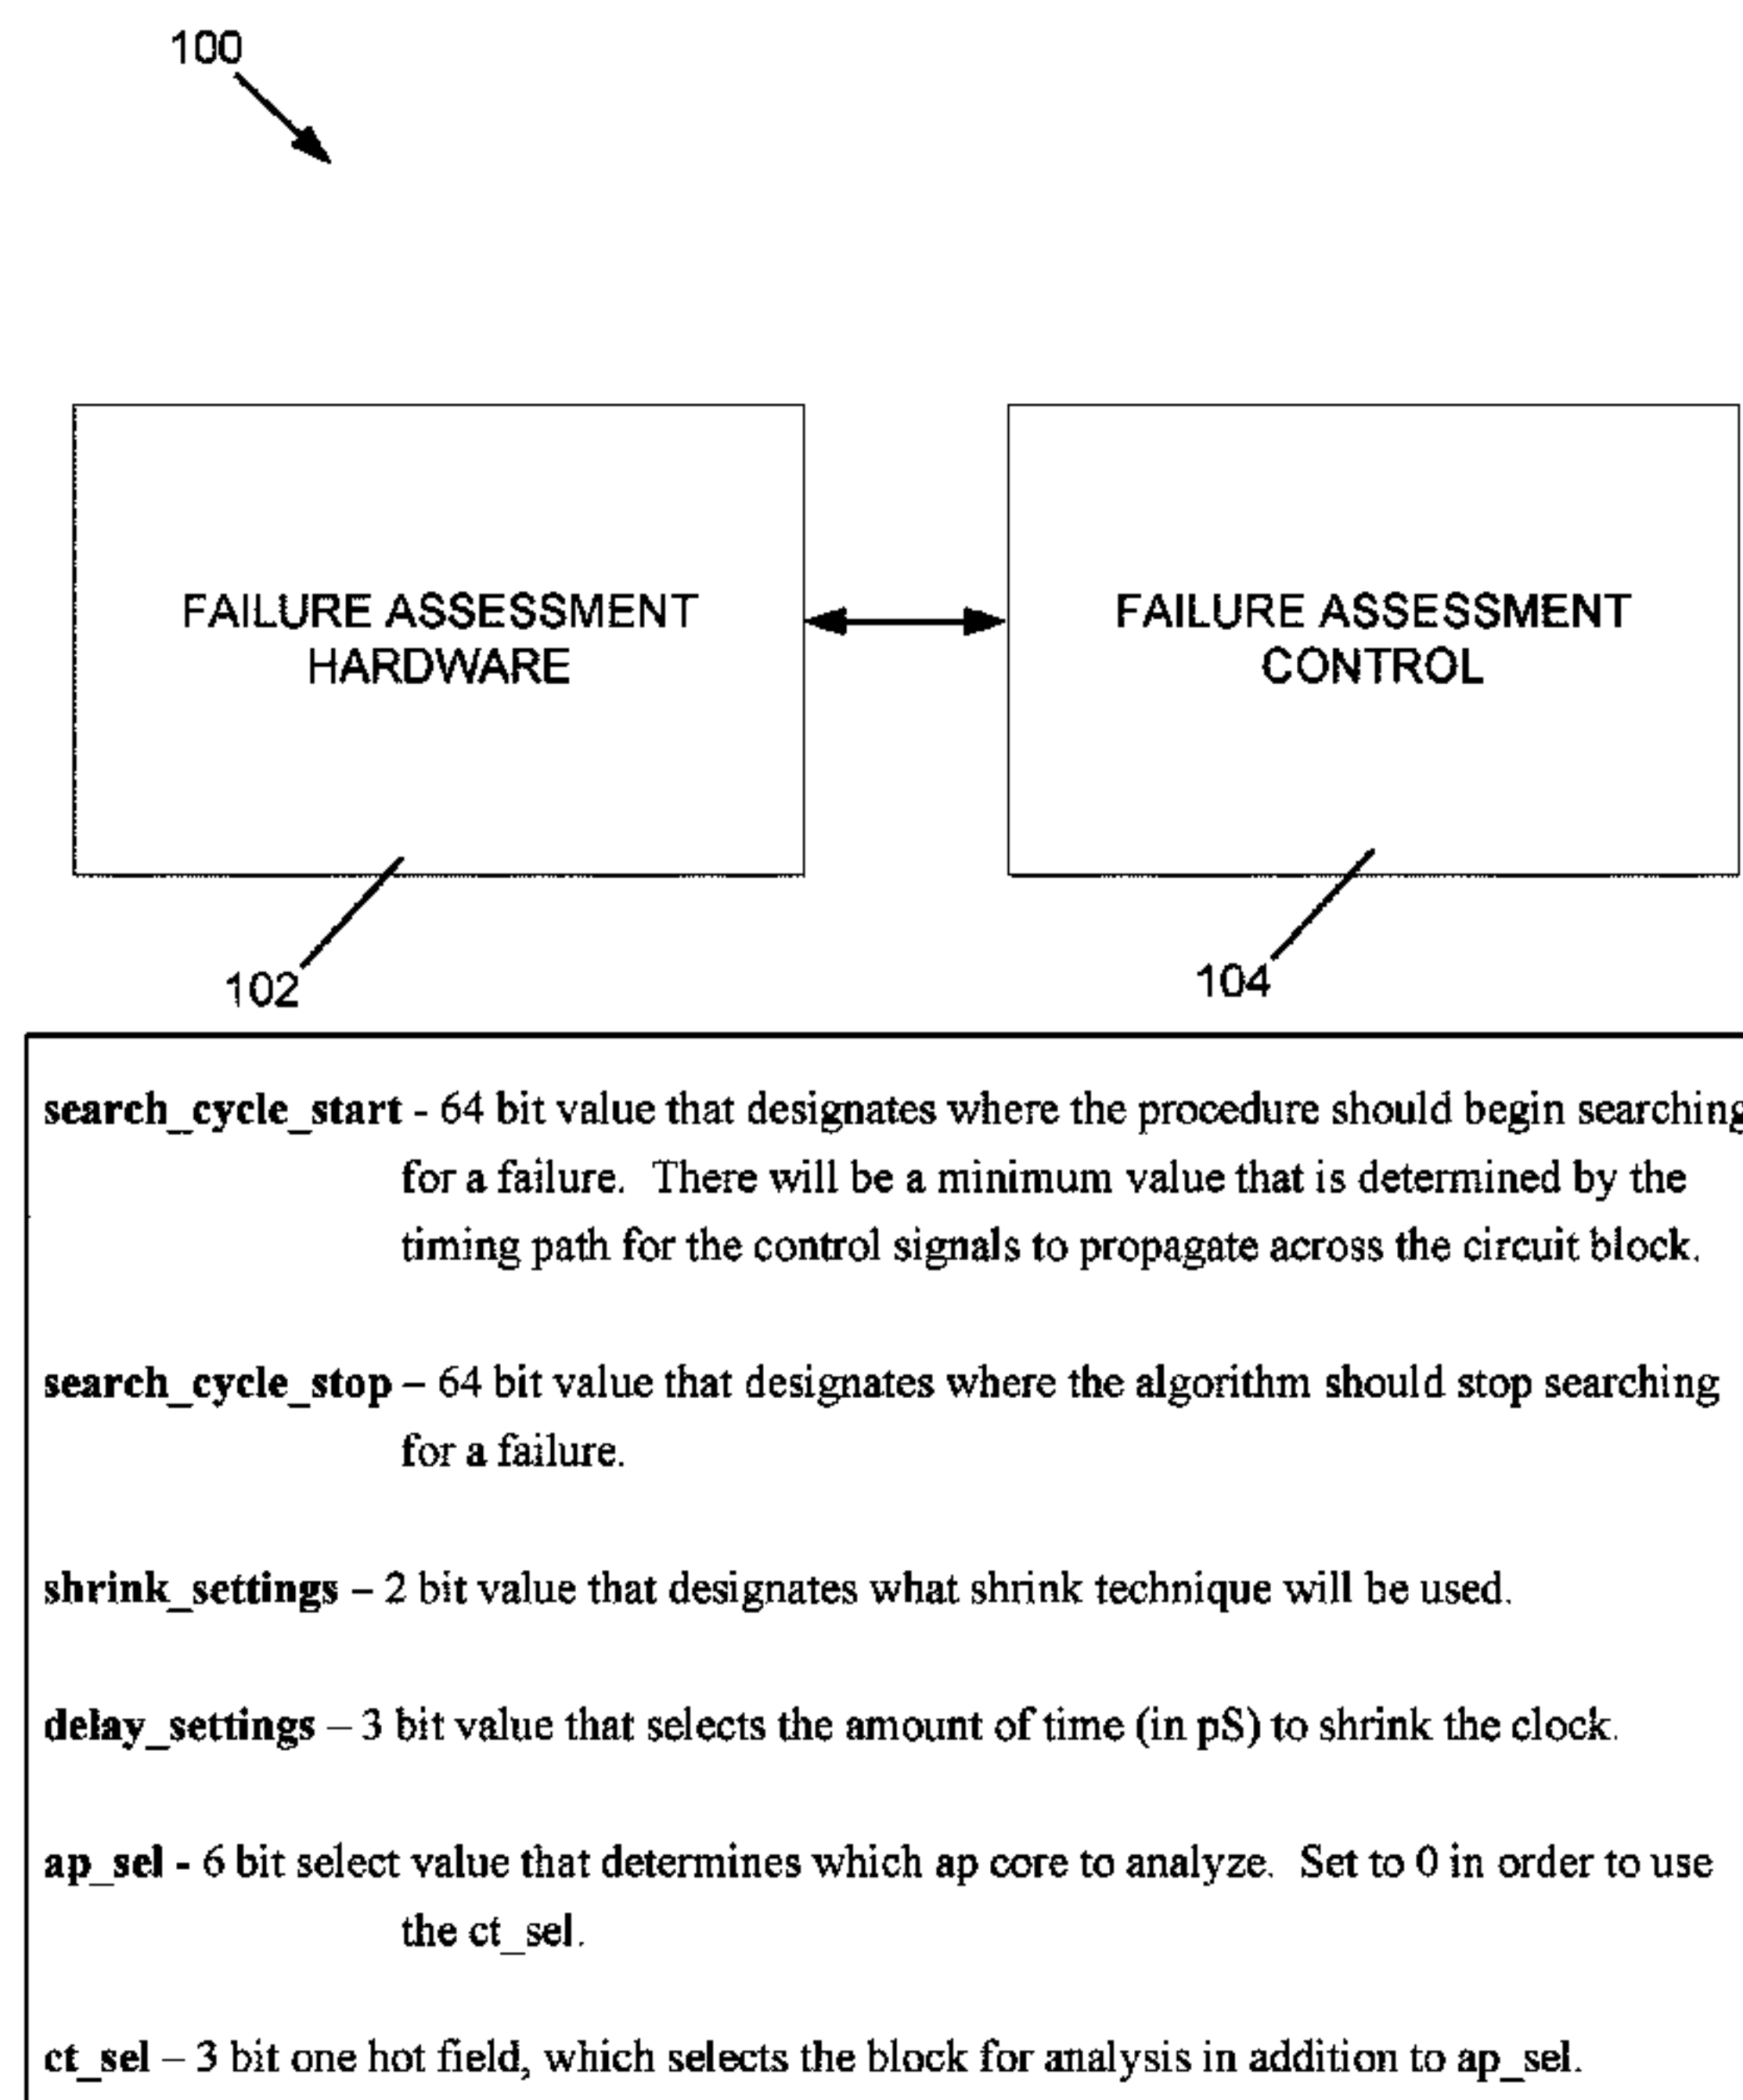 100
FAILURE ASSESSMENT
HARDWARE
FAILURE ASSESSMENT
CONTROL
102
104
search_cycle_start - 64 bit value that designates where the procedure should begin searching
for a failure. There will be a minimum value that is determined by the
timing path for the control signals to propagate across the circuit block.
search_cycle_stop – 64 bit value that designates where the algorithm should stop searching
for a failure.
shrink_settings – 2 bit value that designates what shrink technique will be used.
delay_settings – 3 bit value that selects the amount of time (in pS) to shrink the clock.
ap_sel - 6 bit select value that determines which ap core to analyze. Set to 0 in order to use
the ct_sel.
ct_sel – 3 bit one hot field, which selects the block for analysis in addition to ap_sel.